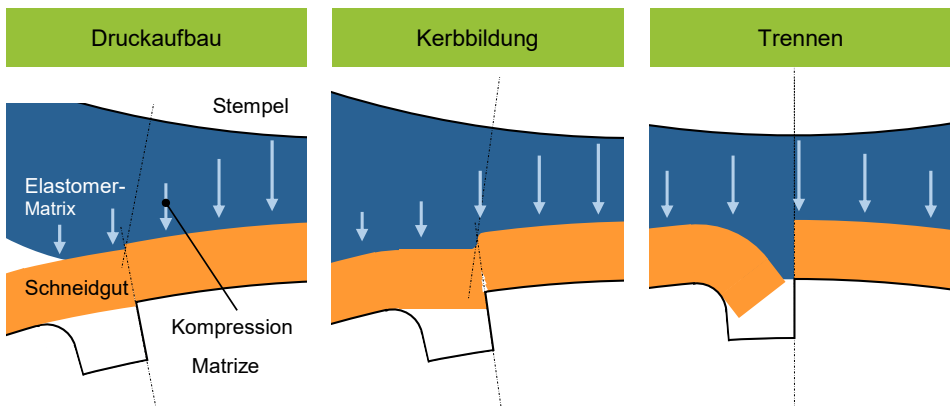 Druckaufbau
Kerbbildung
Trennen
Stempel
Elastomer-
Matrix
Schneidgut
Kompression
Matrize